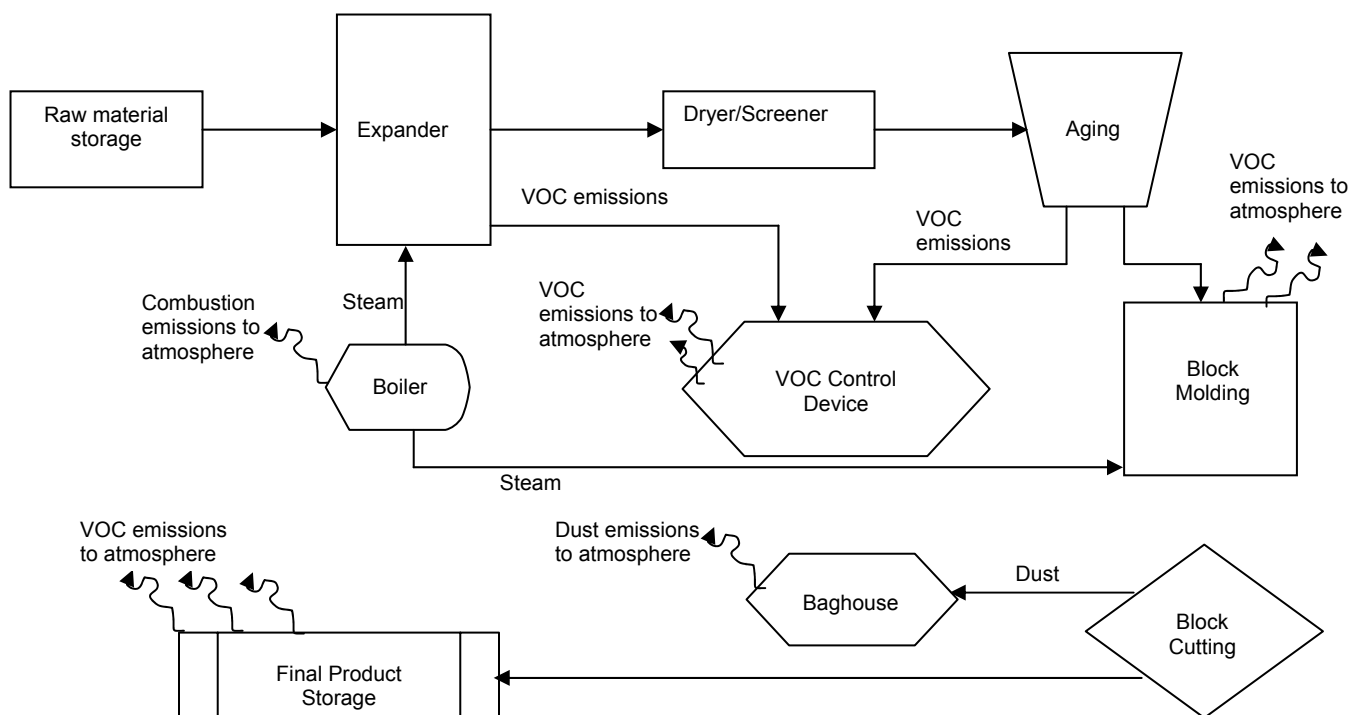 Raw material
storage
Expander
Dryer/Screener
Aging
VOC
emissions to
atmosphere
VOC emissions
VOC
emissions
Combustion
emissions to
atmosphere
Steam
VOC
emissions to
atmosphere
Boiler
VOC Control
Device
Block
Molding
Steam
VOC emissions
to atmosphere
Dust emissions
to atmosphere
Dust
Baghouse
Block
Cutting
Final Product
Storage